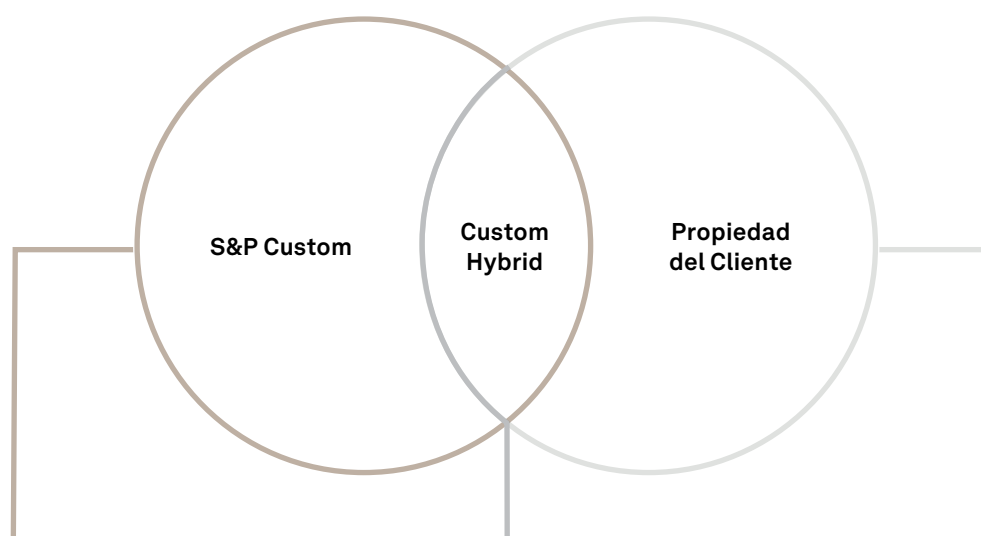 S&P Custom
Custom
Hybrid
Propiedad
del Cliente